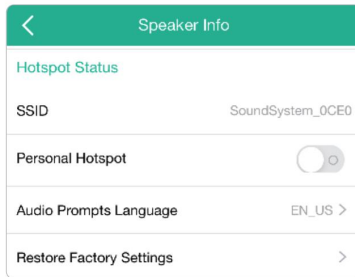 Speaker Info
Hotspot Status
SSID SoundSystem_0CE0
Personal Hotspot
Audio Prompts Language EN_US >
Restore Factory Settings >